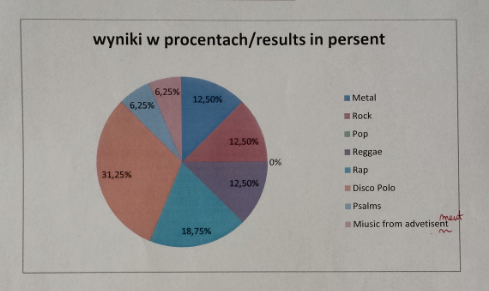 wyniki w procentach/results in persent
6,25%
12,50%
6,25%
12,50%
0%
31,25%
12,50%
18,75%
Metal
Rock
Pop
Reggae
Rap
Disco Polo
Psalms
Miusic from advetisent
ment